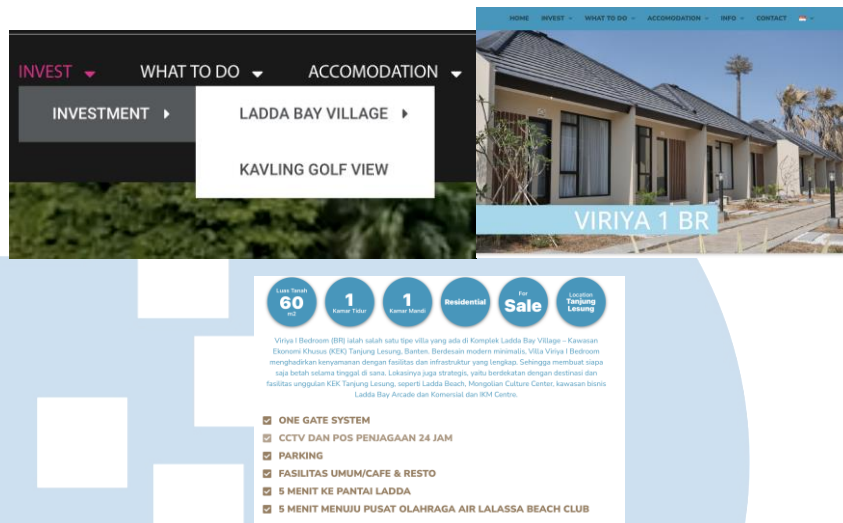 INVEST WHAT TO DO ACCOMODATION
INVESTMENT LADDA BAY VILLAGE
KAVLING GOLF VIEW
HOME INVEST WHAT TO DO ACCOMODATION INFO CONTACT
VIRIYA 1 BR
Luas Tanah
60
m2
1
Kamar Tidur
1
Kamar Mandi
Residential
For
Sale
Location
Tanjung
Lesung
Viriya I Bedroom (BR) ialah salah satu tipe villa yang ada di Komplek Ladda Bay Village – Kawasan
Ekonomi Khusus (KEK) Tanjung Lesung, Banten. Berdesain modern minimalis, Villa Viriya I Bedroom
menghadirkan kenyamanan dengan fasilitas dan infrastruktur yang lengkap. Sehingga membuat siapa
saja betah selama tinggal di sana. Lokasinya juga strategis, yaitu berdekatan dengan destinasi dan
fasilitas unggulan KEK Tanjung Lesung, seperti Ladda Beach, Mongolian Culture Center, kawasan bisnis
Ladda Bay Arcade dan Komersial dan IKM Centre.
ONE GATE SYSTEM
CCTV DAN POS PENJAGAAN 24 JAM
PARKING
FASILITAS UMUM/CAFE & RESTO
5 MENIT KE PANTAI LADDA
5 MENIT MENUJU PUSAT OLAHRAGA AIR LALASSA BEACH CLUB